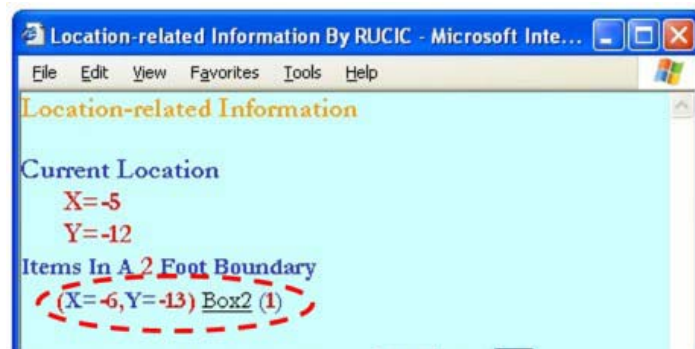 Location-related Information By RUCIC - Microsoft Inte...
File Edit View Favorites Tools Help
Location-related Information
Current Location
X=-5
Y=-12
Items In A 2 Foot Boundary
(X=-6,Y=-13) Box2 (1)